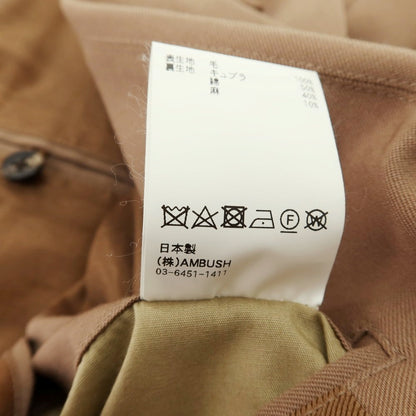 表生地 毛 100%
裏生地 キュプラ 50%
綿 40%
麻 10%
F W
日本製
(株)AMBUSH
03-6451-1411